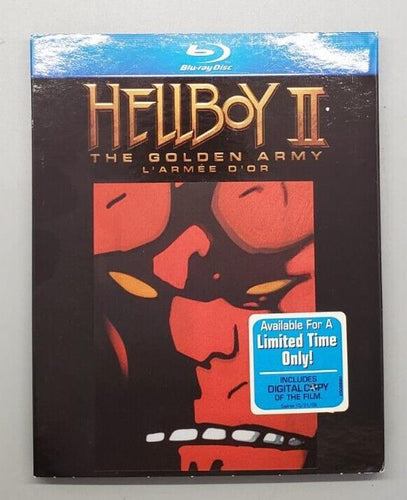 Blu-ray Disc
HELLBOY II
THE GOLDEN ARMY
L'ARMÉE D'OR
Available For A
Limited Time
Only!
INCLUDES
DIGITAL COPY
OF THE FILM.